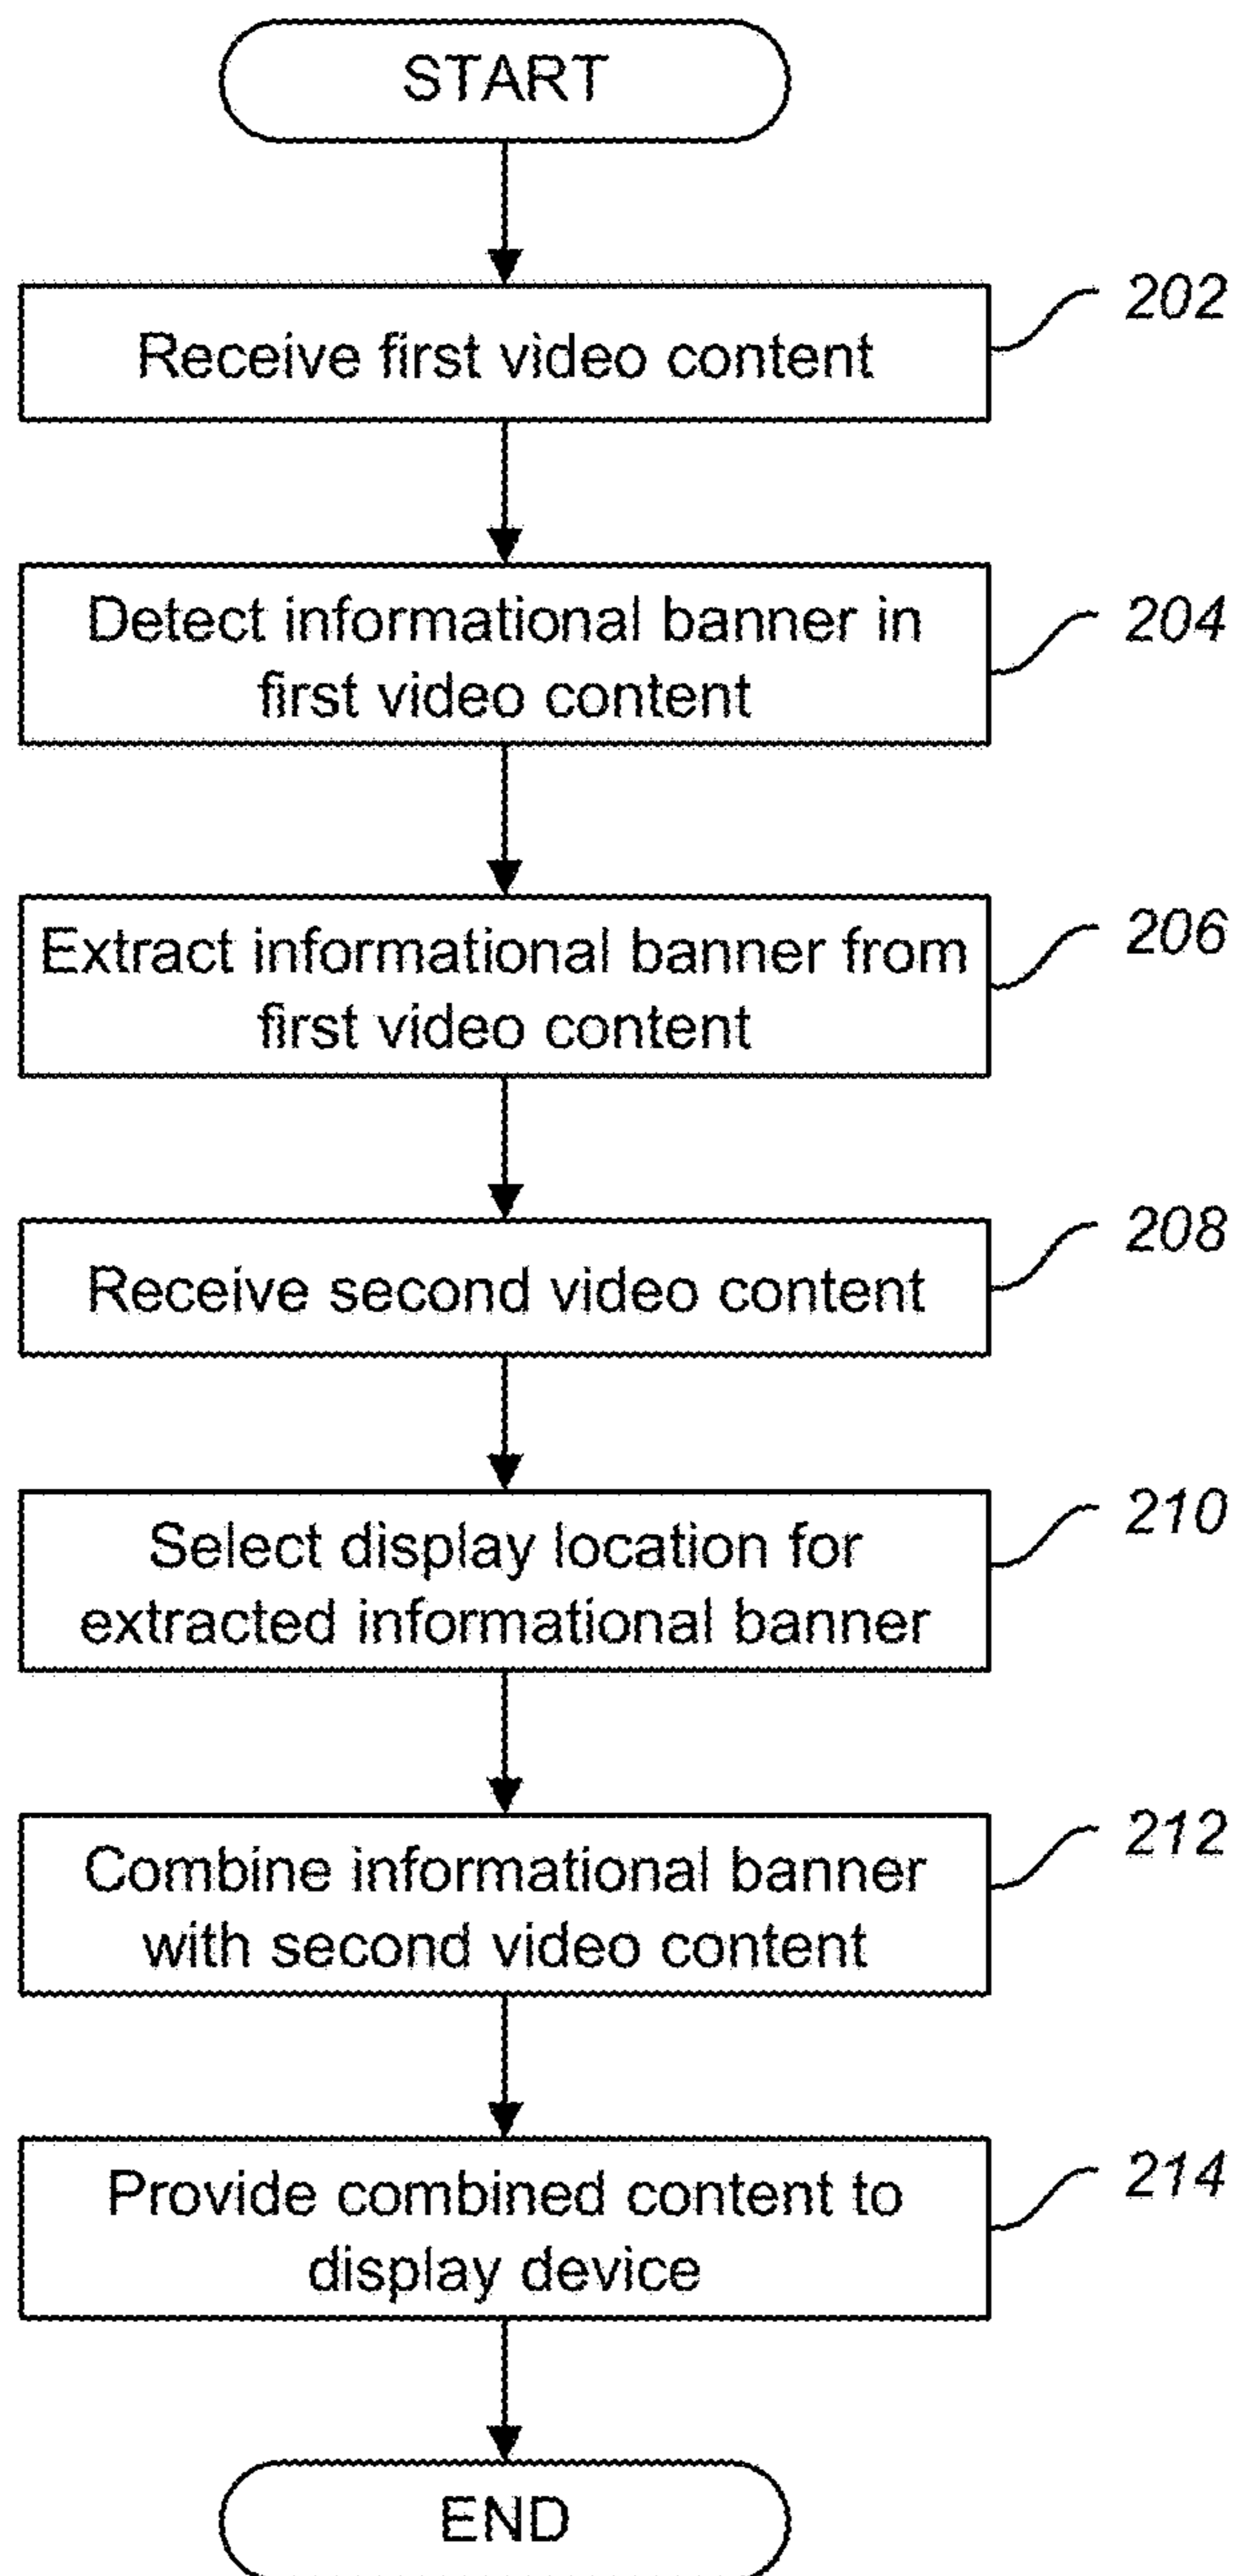 START
Receive first video content
202
Detect informational banner in
first video content
204
Extract informational banner from
first video content
206
Receive second video content
208
Select display location for
extracted informational banner
210
Combine informational banner
with second video content
212
Provide combined content to
display device
214
END